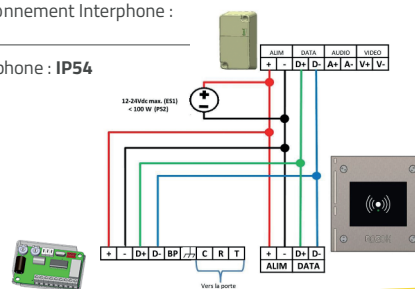 onnement Interphone :
phone : IP54
ALIM DATA AUDIO VIDEO
+ - D+ D- A+ A- V+ V-
12-24Vdc max. (ES1)
< 100 W (PS2)
+ - D+ D- BP C R T
+ - D+ D-
ALIM DATA
Vers la porte